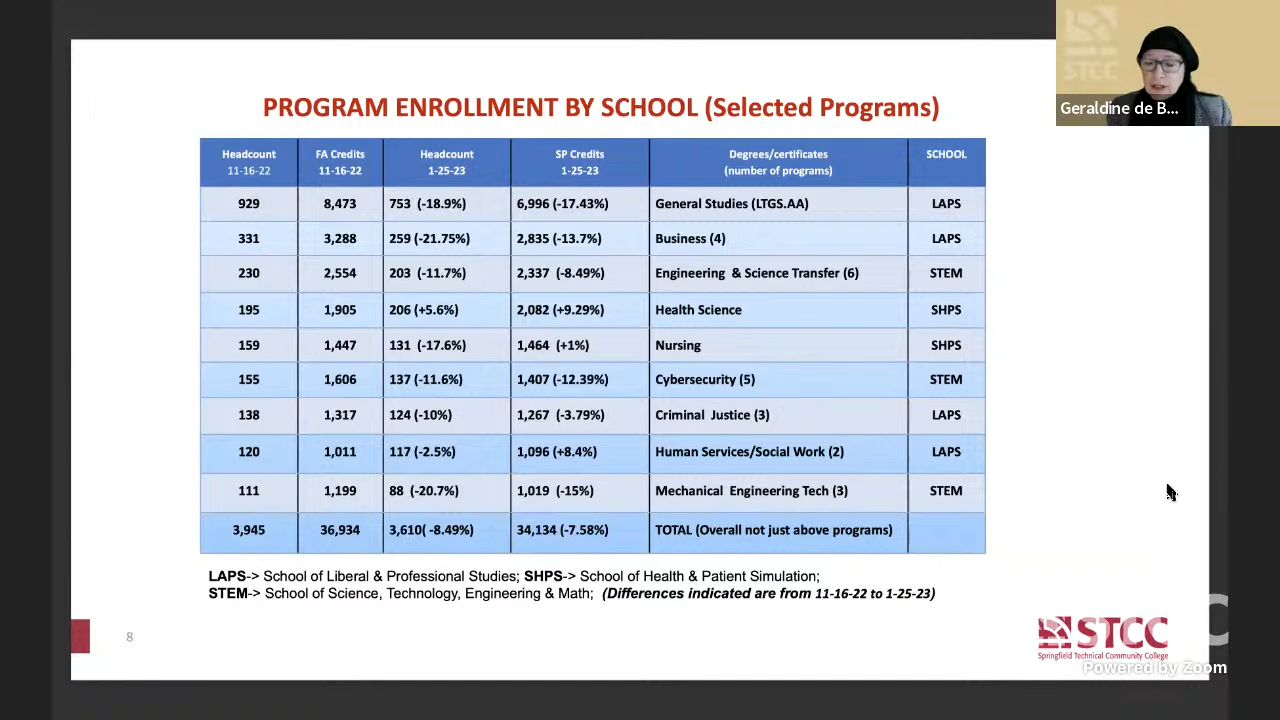 STCC
Geraldine de B...
PROGRAM ENROLLMENT BY SCHOOL (Selected Programs)
Headcount 11-16-22 FA Credits 11-16-22 Headcount 1-25-23 SP Credits 1-25-23 Degrees/certificates (number of programs) SCHOOL
929 8,473 753 (-18.9%) 6,996 (-17.43%) General Studies (LTGS.AA) LAPS
331 3,288 259 (-21.75%) 2,835 (-13.7%) Business (4) LAPS
230 2,554 203 (-11.7%) 2,337 (-8.49%) Engineering & Science Transfer (6) STEM
195 1,905 206 (+5.6%) 2,082 (+9.29%) Health Science SHPS
159 1,447 131 (-17.6%) 1,464 (+1%) Nursing SHPS
155 1,606 137 (-11.6%) 1,407 (-12.39%) Cybersecurity (5) STEM
138 1,317 124 (-10%) 1,267 (-3.79%) Criminal Justice (3) LAPS
120 1,011 117 (-2.5%) 1,096 (+8.4%) Human Services/Social Work (2) LAPS
111 1,199 88 (-20.7%) 1,019 (-15%) Mechanical Engineering Tech (3) STEM
3,945 36,934 3,610( -8.49%) 34,134 (-7.58%) TOTAL (Overall not just above programs)
LAPS-> School of Liberal & Professional Studies; SHPS-> School of Health & Patient Simulation;
STEM-> School of Science, Technology, Engineering & Math; (Differences indicated are from 11-16-22 to 1-25-23)
8
STCC
Springfield Technical Community College
Powered by Zoom